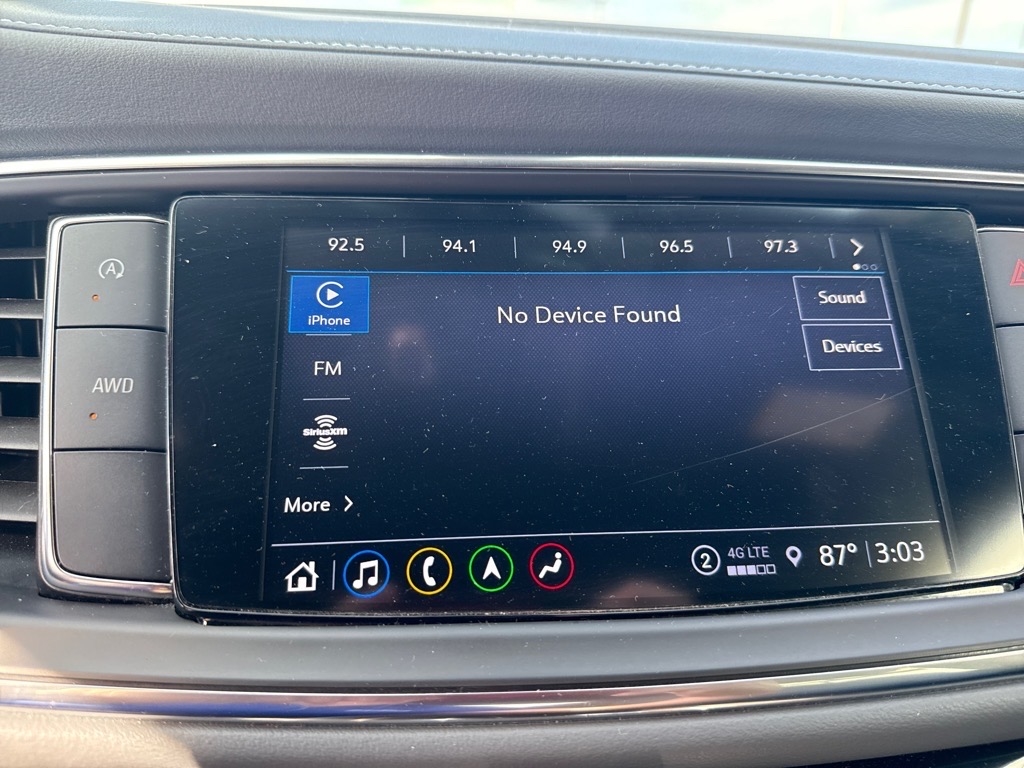 92.5 94.1 94.9 96.5 97.3
iPhone
No Device Found
Sound
Devices
FM
SiriusXM
More
2 4G LTE 87° 3:03
A
AWD